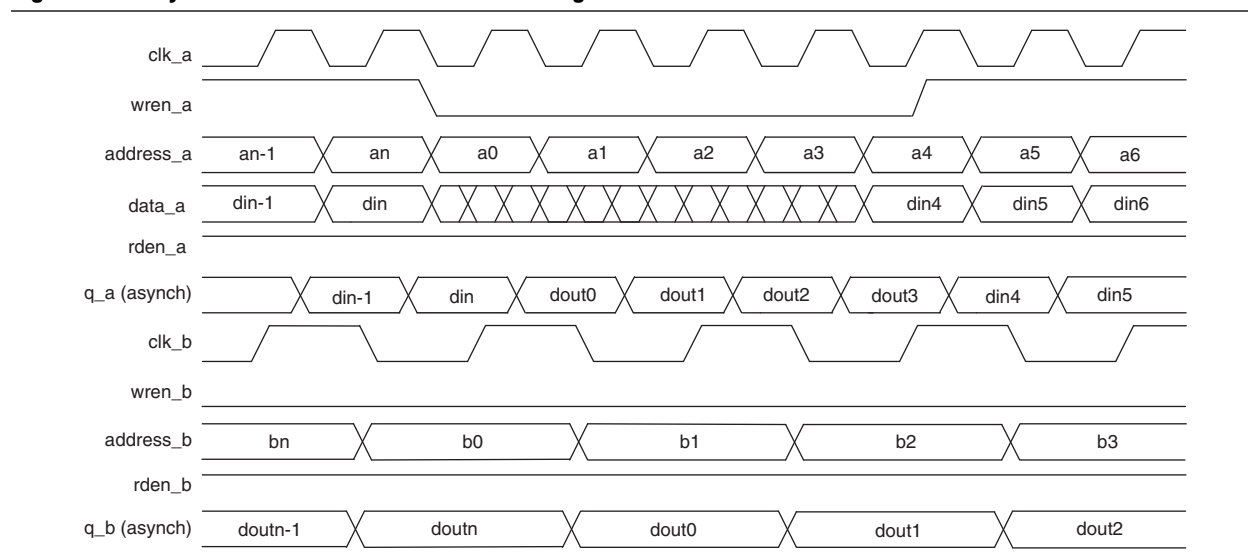 clk_a
wren_a
address_a an-1 an a0 a1 a2 a3 a4 a5 a6
data_a din-1 din din4 din5 din6
rden_a
q_a (asynch) din-1 din dout0 dout1 dout2 dout3 din4 din5
clk_b
wren_b
address_b bn b0 b1 b2 b3
rden_b
q_b (asynch) doutn-1 doutn dout0 dout1 dout2